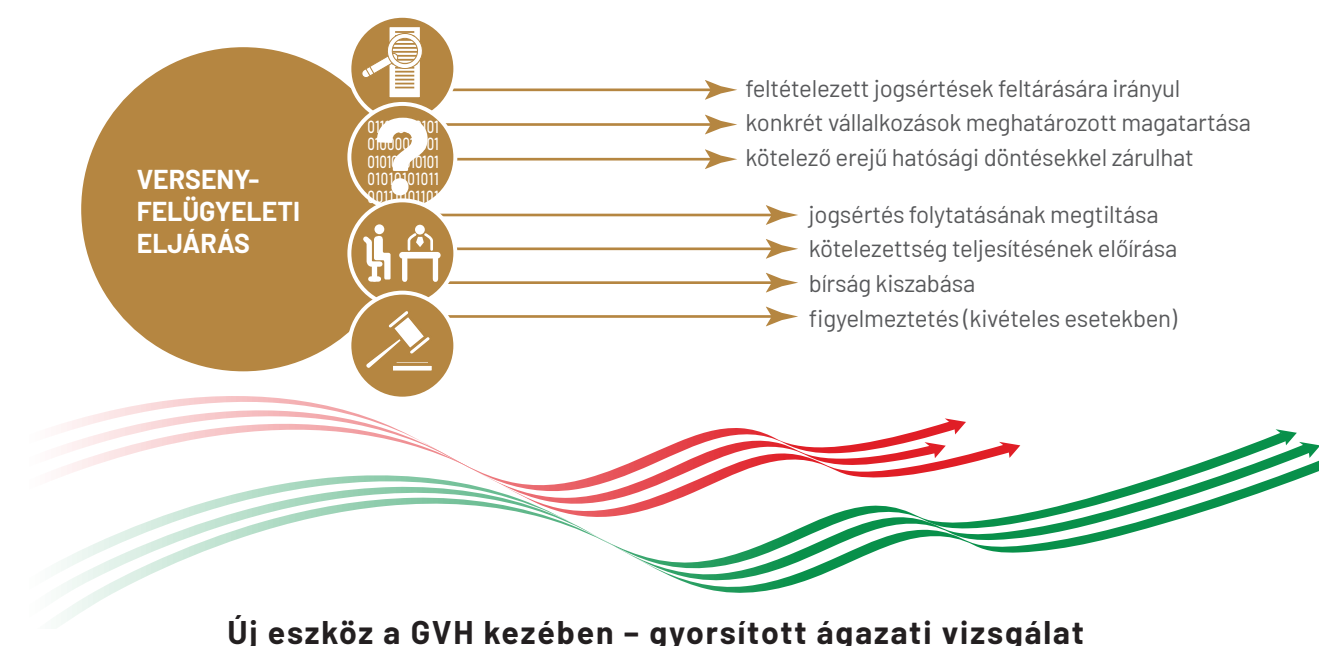 VERSENY-
FELÜGYELETI
ELJÁRÁS
feltételezett jogsértések feltárására irányul
konkrét vállalkozások meghatározott magatartása
kötelező erejű hatósági döntésekkel zárulhat
jogsértés folytatásának megtiltása
kötelezettség teljesítésének előírása
bírság kiszabása
figyelmeztetés (kivételes esetekben)
?
Új eszköz a GVH kezében – gyorsított ágazati vizsgálat